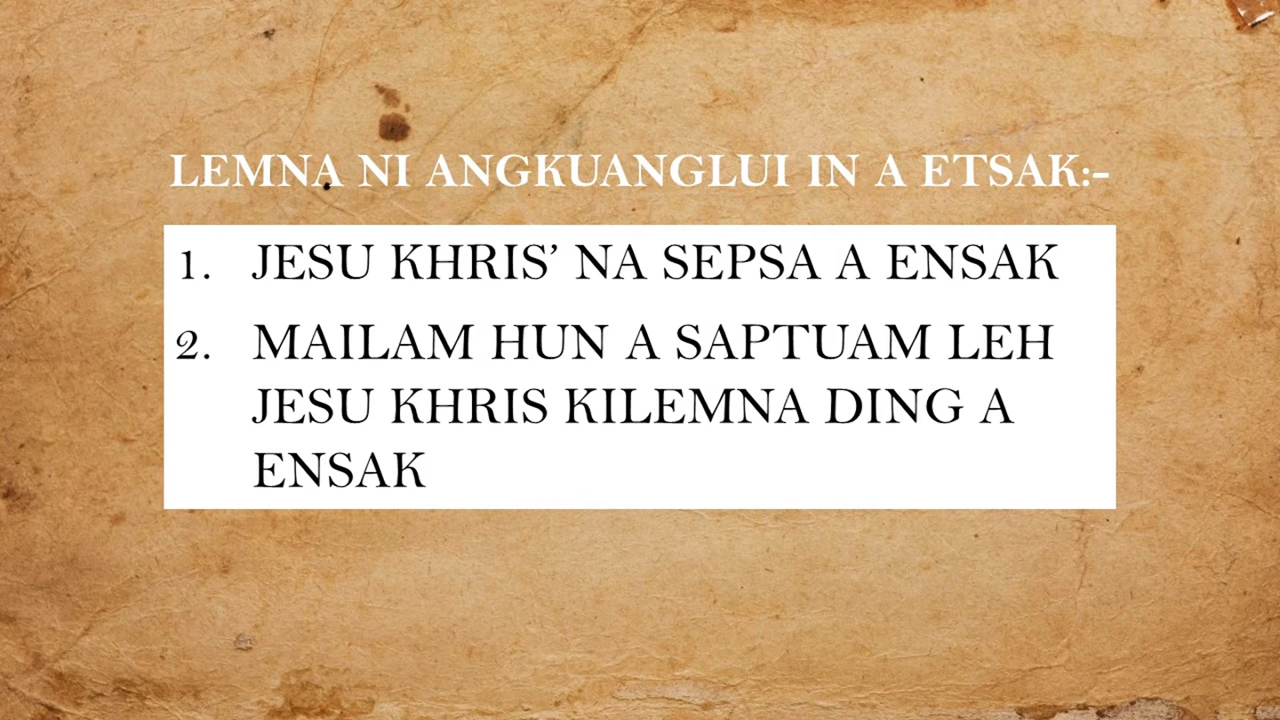 LEMNA NI ANGKUANGLUI IN A ETSAK:-
1. JESU KHRIS’ NA SEPSA A ENSAK
2. MAILAM HUN A SAPTUAM LEH
JESU KHRIS KILEMNA DING A
ENSAK